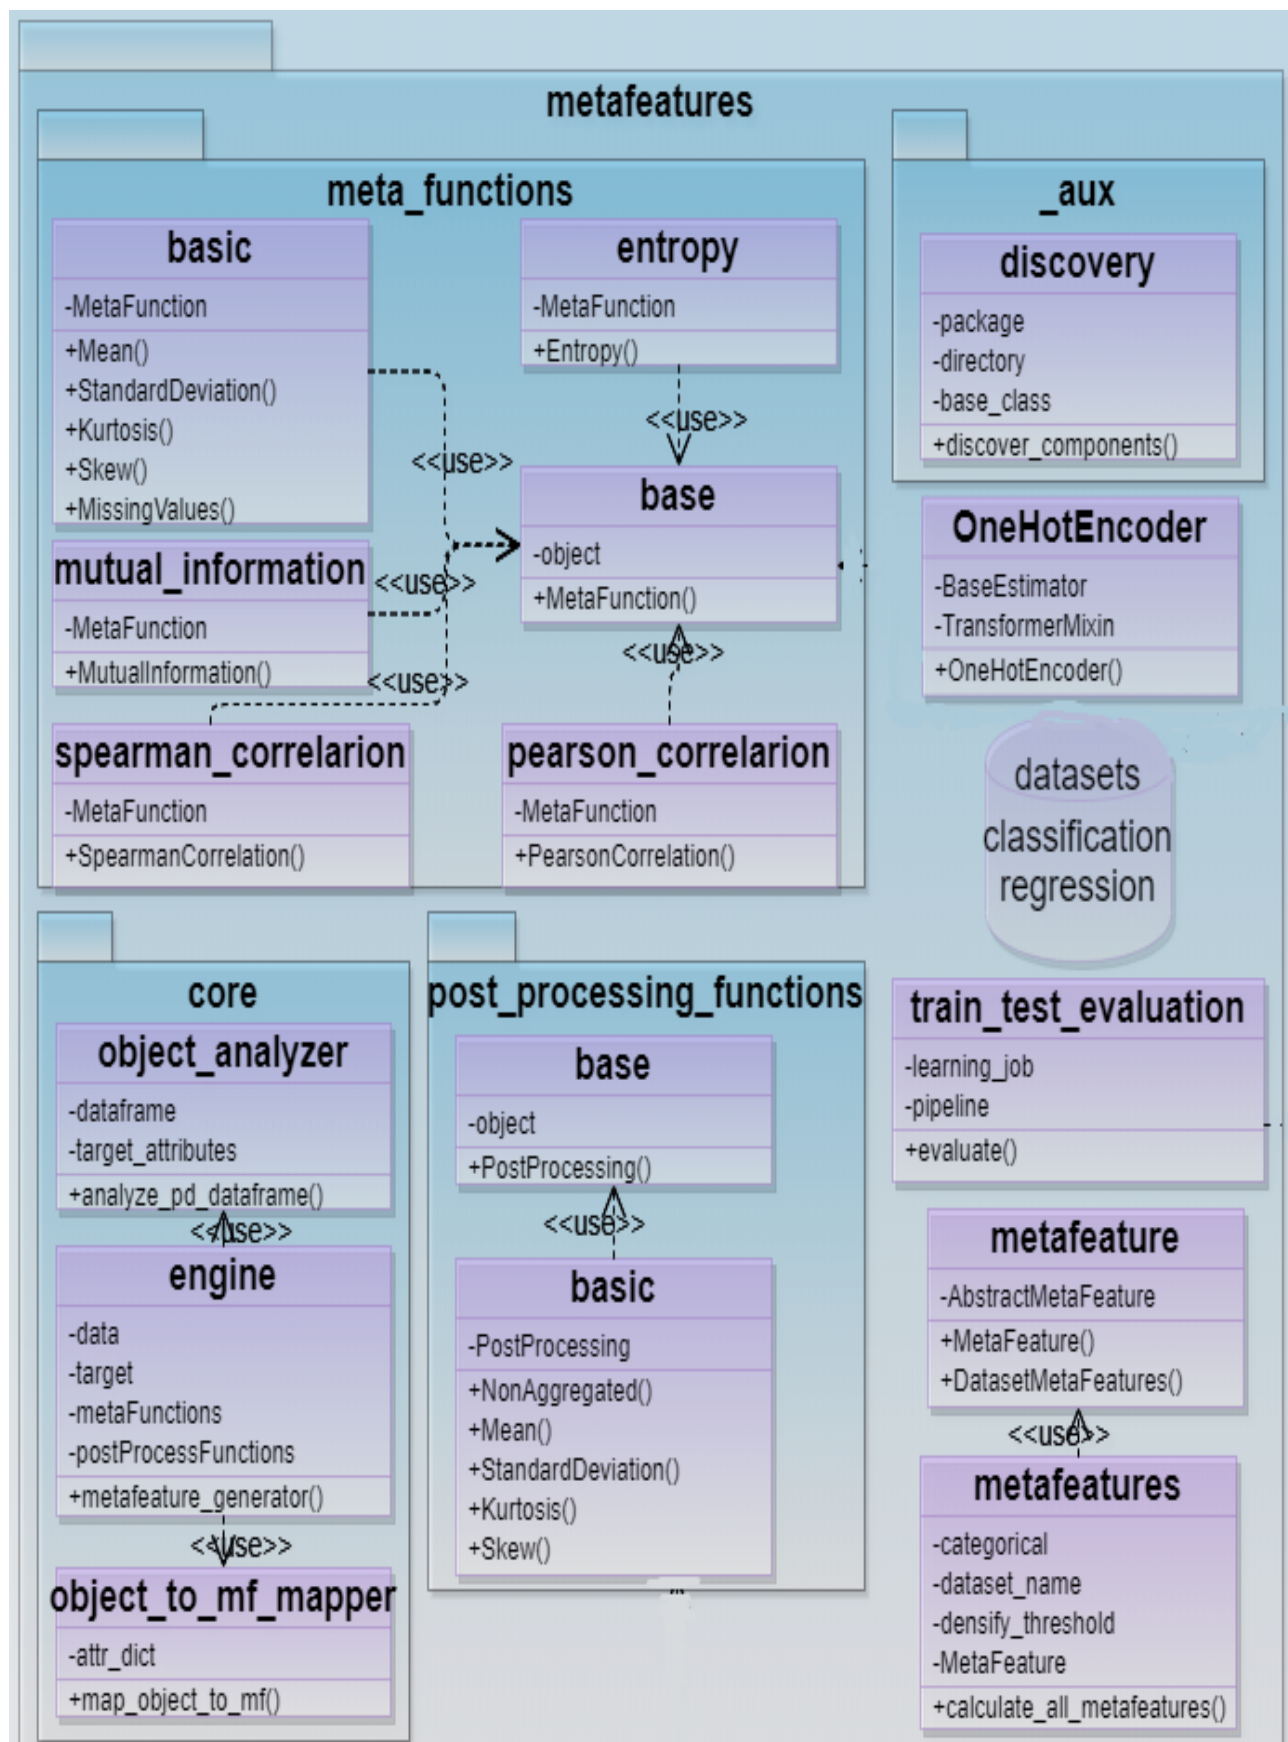 metafeatures
meta_functions
basic
-MetaFunction
+Mean()
+StandardDeviation()
+Kurtosis()
+Skew()
+MissingValues()
entropy
-MetaFunction
+Entropy()
<<use>>
<<use>>
base
-object
+MetaFunction()
mutual_information
-MetaFunction
+MutualInformation()
<<use>>
<<use>>
<<use>>
spearman_correlarion
-MetaFunction
+SpearmanCorrelation()
pearson_correlarion
-MetaFunction
+PearsonCorrelation()
_aux
discovery
-package
-directory
-base_class
+discover_components()
OneHotEncoder
-BaseEstimator
-TransformerMixin
+OneHotEncoder()
datasets
classification
regression
core
object_analyzer
-dataframe
-target_attributes
+analyze_pd_dataframe()
<<use>>
engine
-data
-target
-metaFunctions
-postProcessFunctions
+metafeature_generator()
<<use>>
object_to_mf_mapper
-attr_dict
+map_object_to_mf()
post_processing_functions
base
-object
+PostProcessing()
<<use>>
basic
-PostProcessing
+NonAggregated()
+Mean()
+StandardDeviation()
+Kurtosis()
+Skew()
train_test_evaluation
-learning_job
-pipeline
+evaluate()
metafeature
-AbstractMetaFeature
+MetaFeature()
+DatasetMetaFeatures()
<<use>>
metafeatures
-categorical
-dataset_name
-densify_threshold
-MetaFeature
+calculate_all_metafeatures()